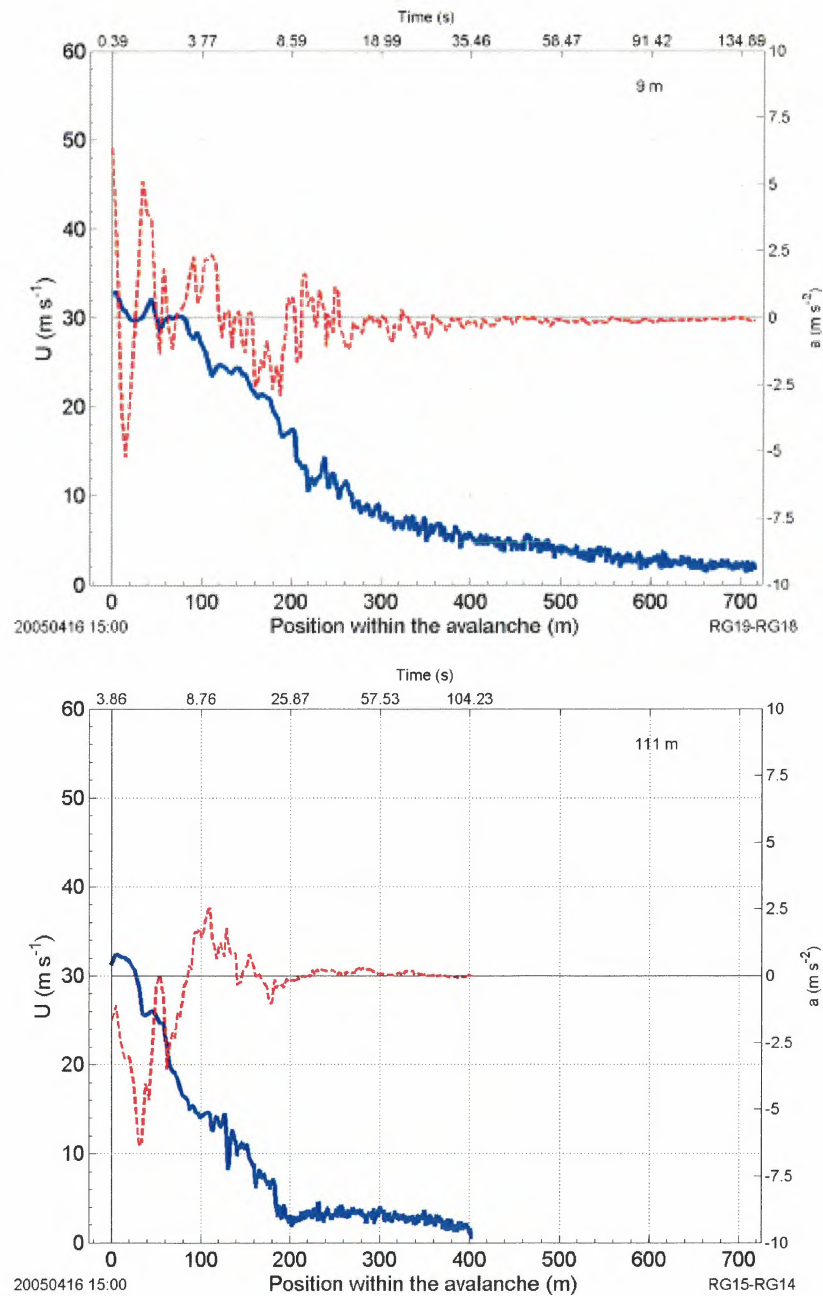 Time (s)
0.39 3.77 8.59 18.99 35.46 58.47 91.42 134.89
60 10
9 m
50 7.5
5
40
2.5
U (m s⁻¹)
30 0
a (m s⁻²)
20 -2.5
-5
10
-7.5
0 -10
0 100 200 300 400 500 600 700
20050416 15:00 Position within the avalanche (m) RG19-RG18
Time (s)
3.86 8.76 25.87 57.53 104.23
60 10
111 m
50 7.5
5
40
2.5
U (m s⁻¹)
30 0
a (m s⁻²)
20 -2.5
-5
10
-7.5
0 -10
0 100 200 300 400 500 600 700
20050416 15:00 Position within the avalanche (m) RG15-RG14